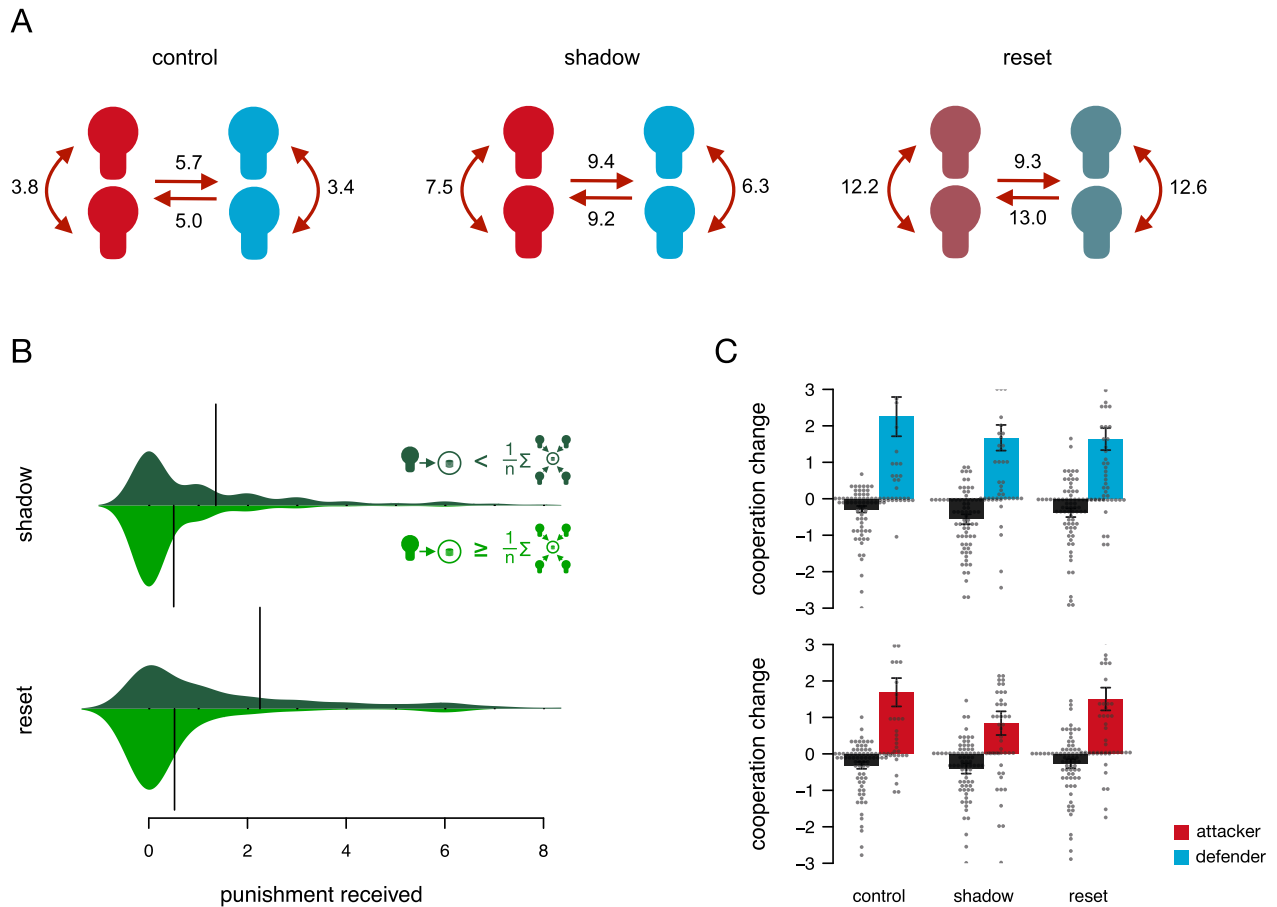 A
control
shadow
reset
3.8
5.7
5.0
3.4
7.5
9.4
9.2
6.3
12.2
9.3
13.0
12.6
B
shadow
< 1/n Σ
≥ 1/n Σ
reset
0 2 4 6 8
punishment received
C
cooperation change
3
2
1
0
−1
−2
−3
cooperation change
3
2
1
0
−1
−2
−3
control shadow reset
attacker
defender